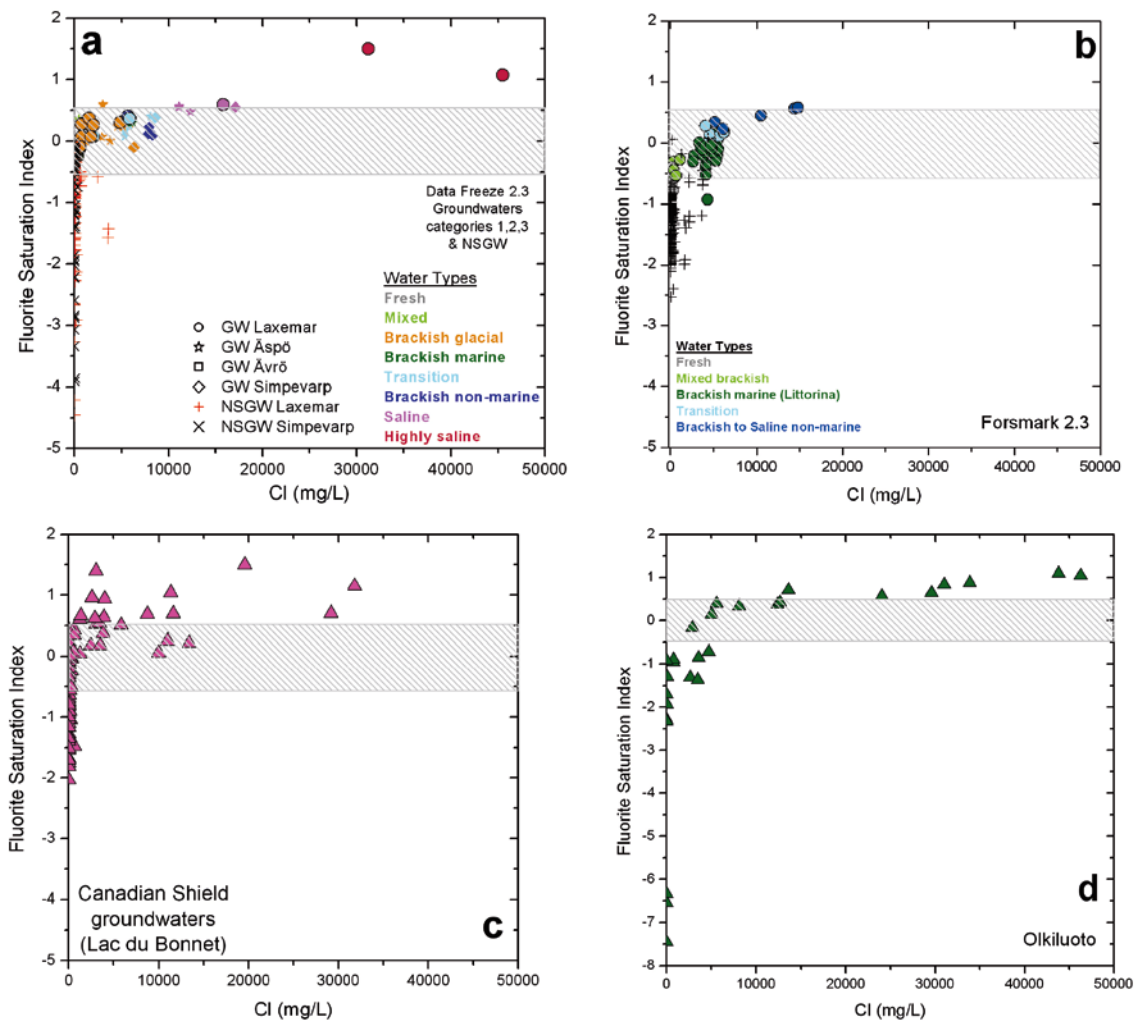 a
2
1
0
-1
-2
-3
-4
-5
Fluorite Saturation Index
Data Freeze 2.3
Groundwaters
categories 1,2,3
& NSGW
GW Laxemar
GW Äspö
GW Ävrö
GW Simpevarp
NSGW Laxemar
NSGW Simpevarp
Water Types
Fresh
Mixed
Brackish glacial
Brackish marine
Transition
Brackish non-marine
Saline
Highly saline
0 10000 20000 30000 40000 50000
Cl (mg/L)
b
2
1
0
-1
-2
-3
-4
-5
Fluorite Saturation Index
Water Types
Fresh
Mixed brackish
Brackish marine (Littorina)
Transition
Brackish to Saline non-marine
Forsmark 2.3
0 10000 20000 30000 40000 50000
Cl (mg/L)
2
1
0
-1
-2
-3
-4
-5
Fluorite Saturation Index
Canadian Shield
groundwaters
(Lac du Bonnet)
c
0 10000 20000 30000 40000 50000
Cl (mg/L)
2
1
0
-1
-2
-3
-4
-5
-6
-7
-8
Fluorite Saturation Index
d
Olkiluoto
0 10000 20000 30000 40000 50000
Cl (mg/L)